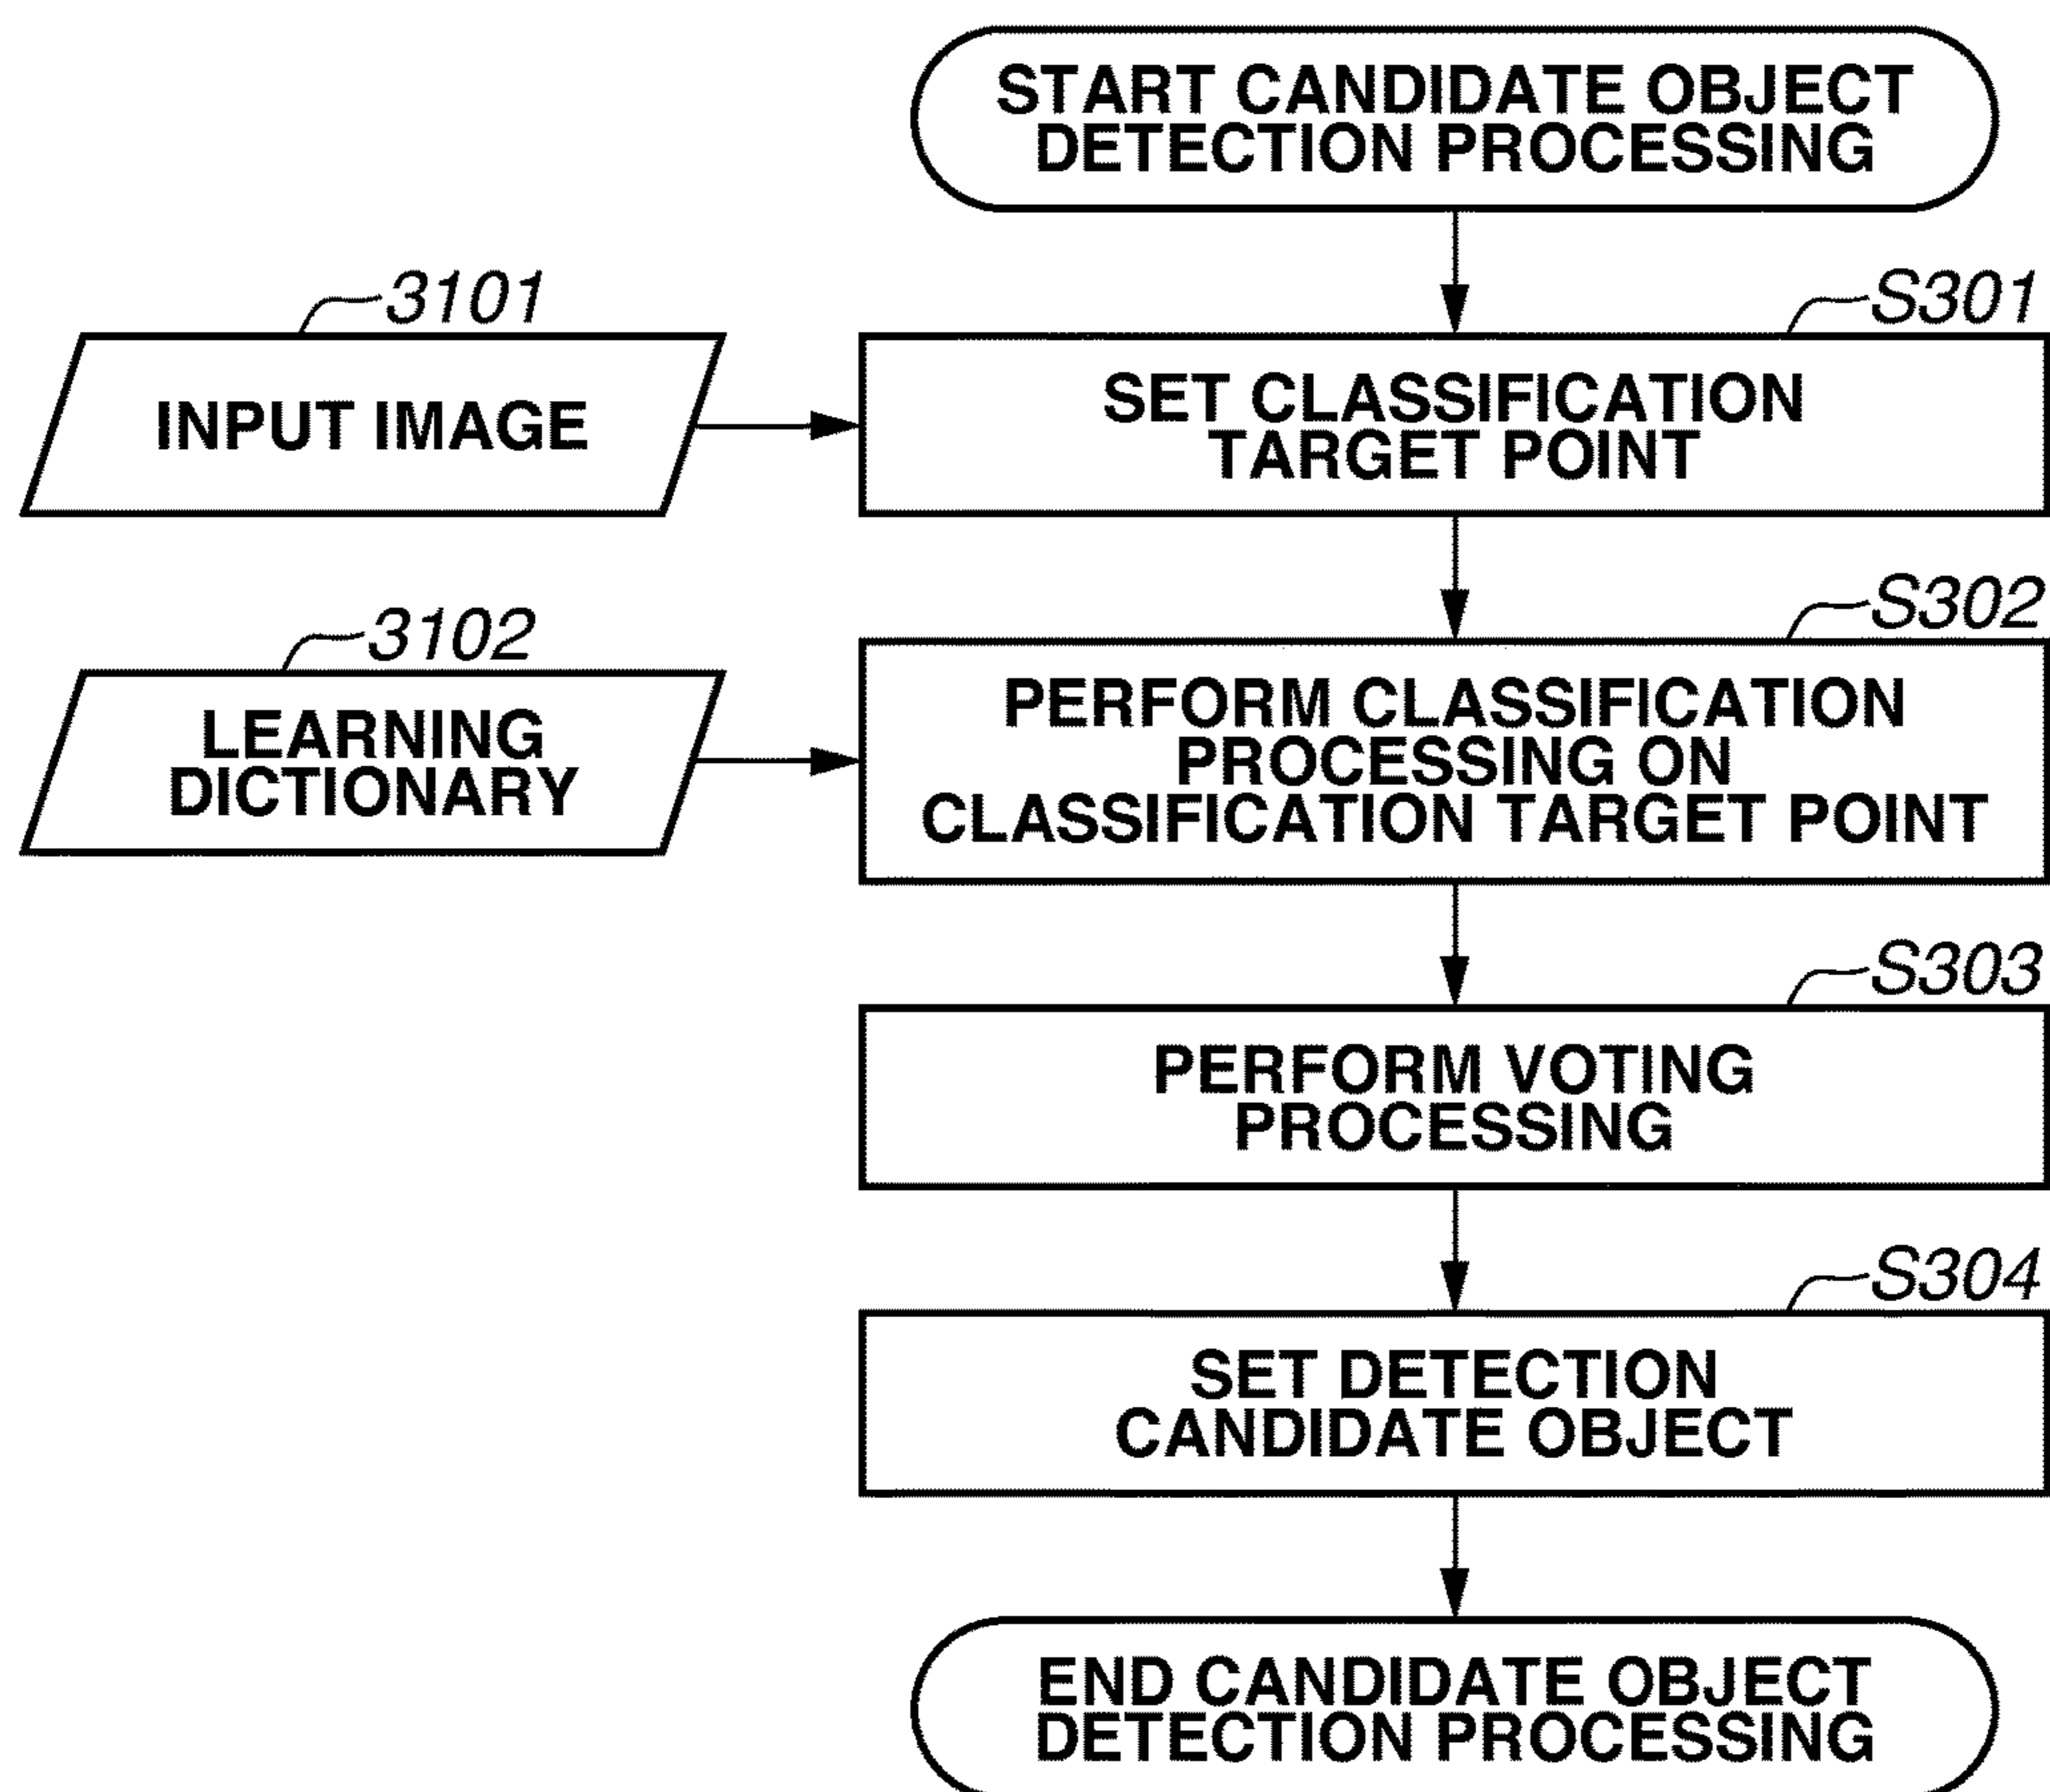 START CANDIDATE OBJECT
DETECTION PROCESSING
3101
S301
INPUT IMAGE
SET CLASSIFICATION
TARGET POINT
3102
S302
LEARNING
DICTIONARY
PERFORM CLASSIFICATION
PROCESSING ON
CLASSIFICATION TARGET POINT
S303
PERFORM VOTING
PROCESSING
S304
SET DETECTION
CANDIDATE OBJECT
END CANDIDATE OBJECT
DETECTION PROCESSING